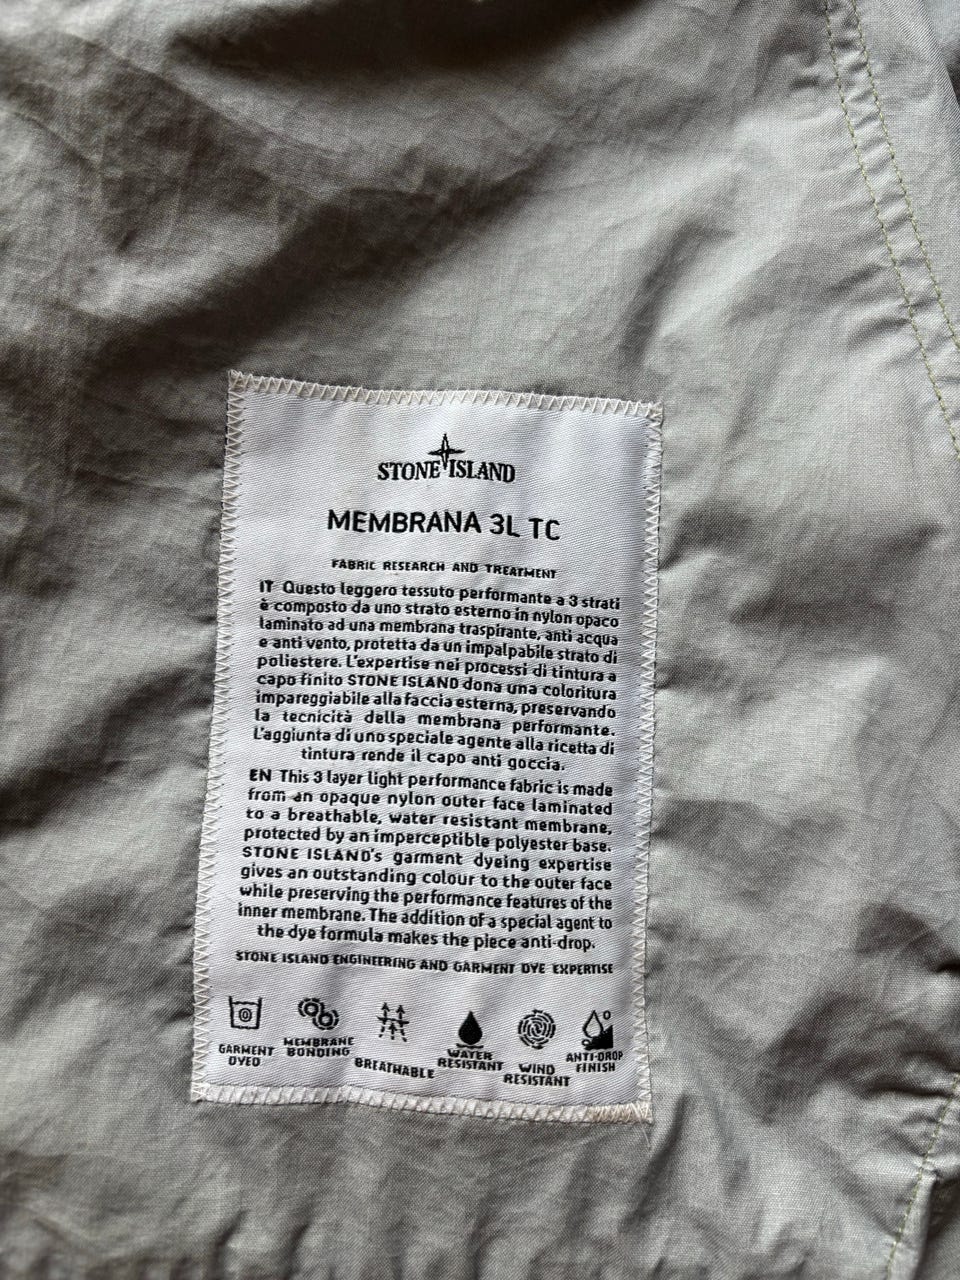 STONE ISLAND
MEMBRANA 3L TC
FABRIC RESEARCH AND TREATMENT
IT Questo leggero tessuto performante a 3 strati
è composto da uno strato esterno in nylon opaco
laminato ad una membrana traspirante, anti acqua
e anti vento, protetta da un impalpabile strato di
poliestere. L'expertise nei processi di tintura a
capo finito STONE ISLAND dona una coloritura
impareggiabile alla faccia esterna, preservando
la tecnicità della membrana performante.
L'aggiunta di uno speciale agente alla ricetta di
tintura rende il capo anti goccia.
EN This 3 layer light performance fabric is made
from an opaque nylon outer face laminated
to a breathable, water resistant membrane,
protected by an imperceptible polyester base.
STONE ISLAND's garment dyeing expertise
gives an outstanding colour to the outer face
while preserving the performance features of the
inner membrane. The addition of a special agent to
the dye formula makes the piece anti-drop.
STONE ISLAND ENGINEERING AND GARMENT DYE EXPERTISE
GARMENT
DYED
MEMBRANE
BONDING
BREATHABLE
WATER
RESISTANT
WIND
RESISTANT
ANTI-DROP
FINISH